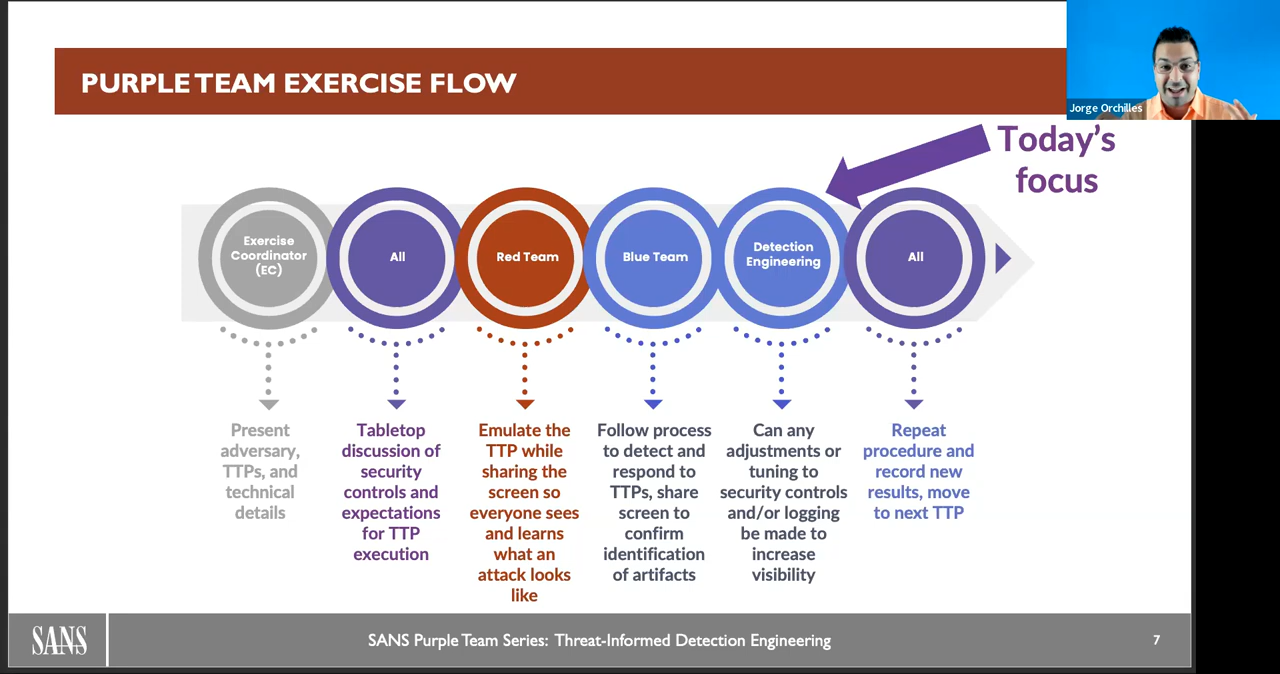 PURPLE TEAM EXERCISE FLOW
Jorge Orchilles
Today's
focus
Exercise
Coordinator
(EC)
All
Red Team
Blue Team
Detection
Engineering
All
Present
adversary,
TTPs, and
technical
details
Tabletop
discussion of
security
controls and
expectations
for TTP
execution
Emulate the
TTP while
sharing the
screen so
everyone sees
and learns
what an
attack looks
like
Follow process
to detect and
respond to
TTPs, share
screen to
confirm
identification
of artifacts
Can any
adjustments or
tuning to
security controls
and/or logging
be made to
increase
visibility
Repeat
procedure and
record new
results, move
to next TTP
SANS
SANS Purple Team Series: Threat-Informed Detection Engineering
7